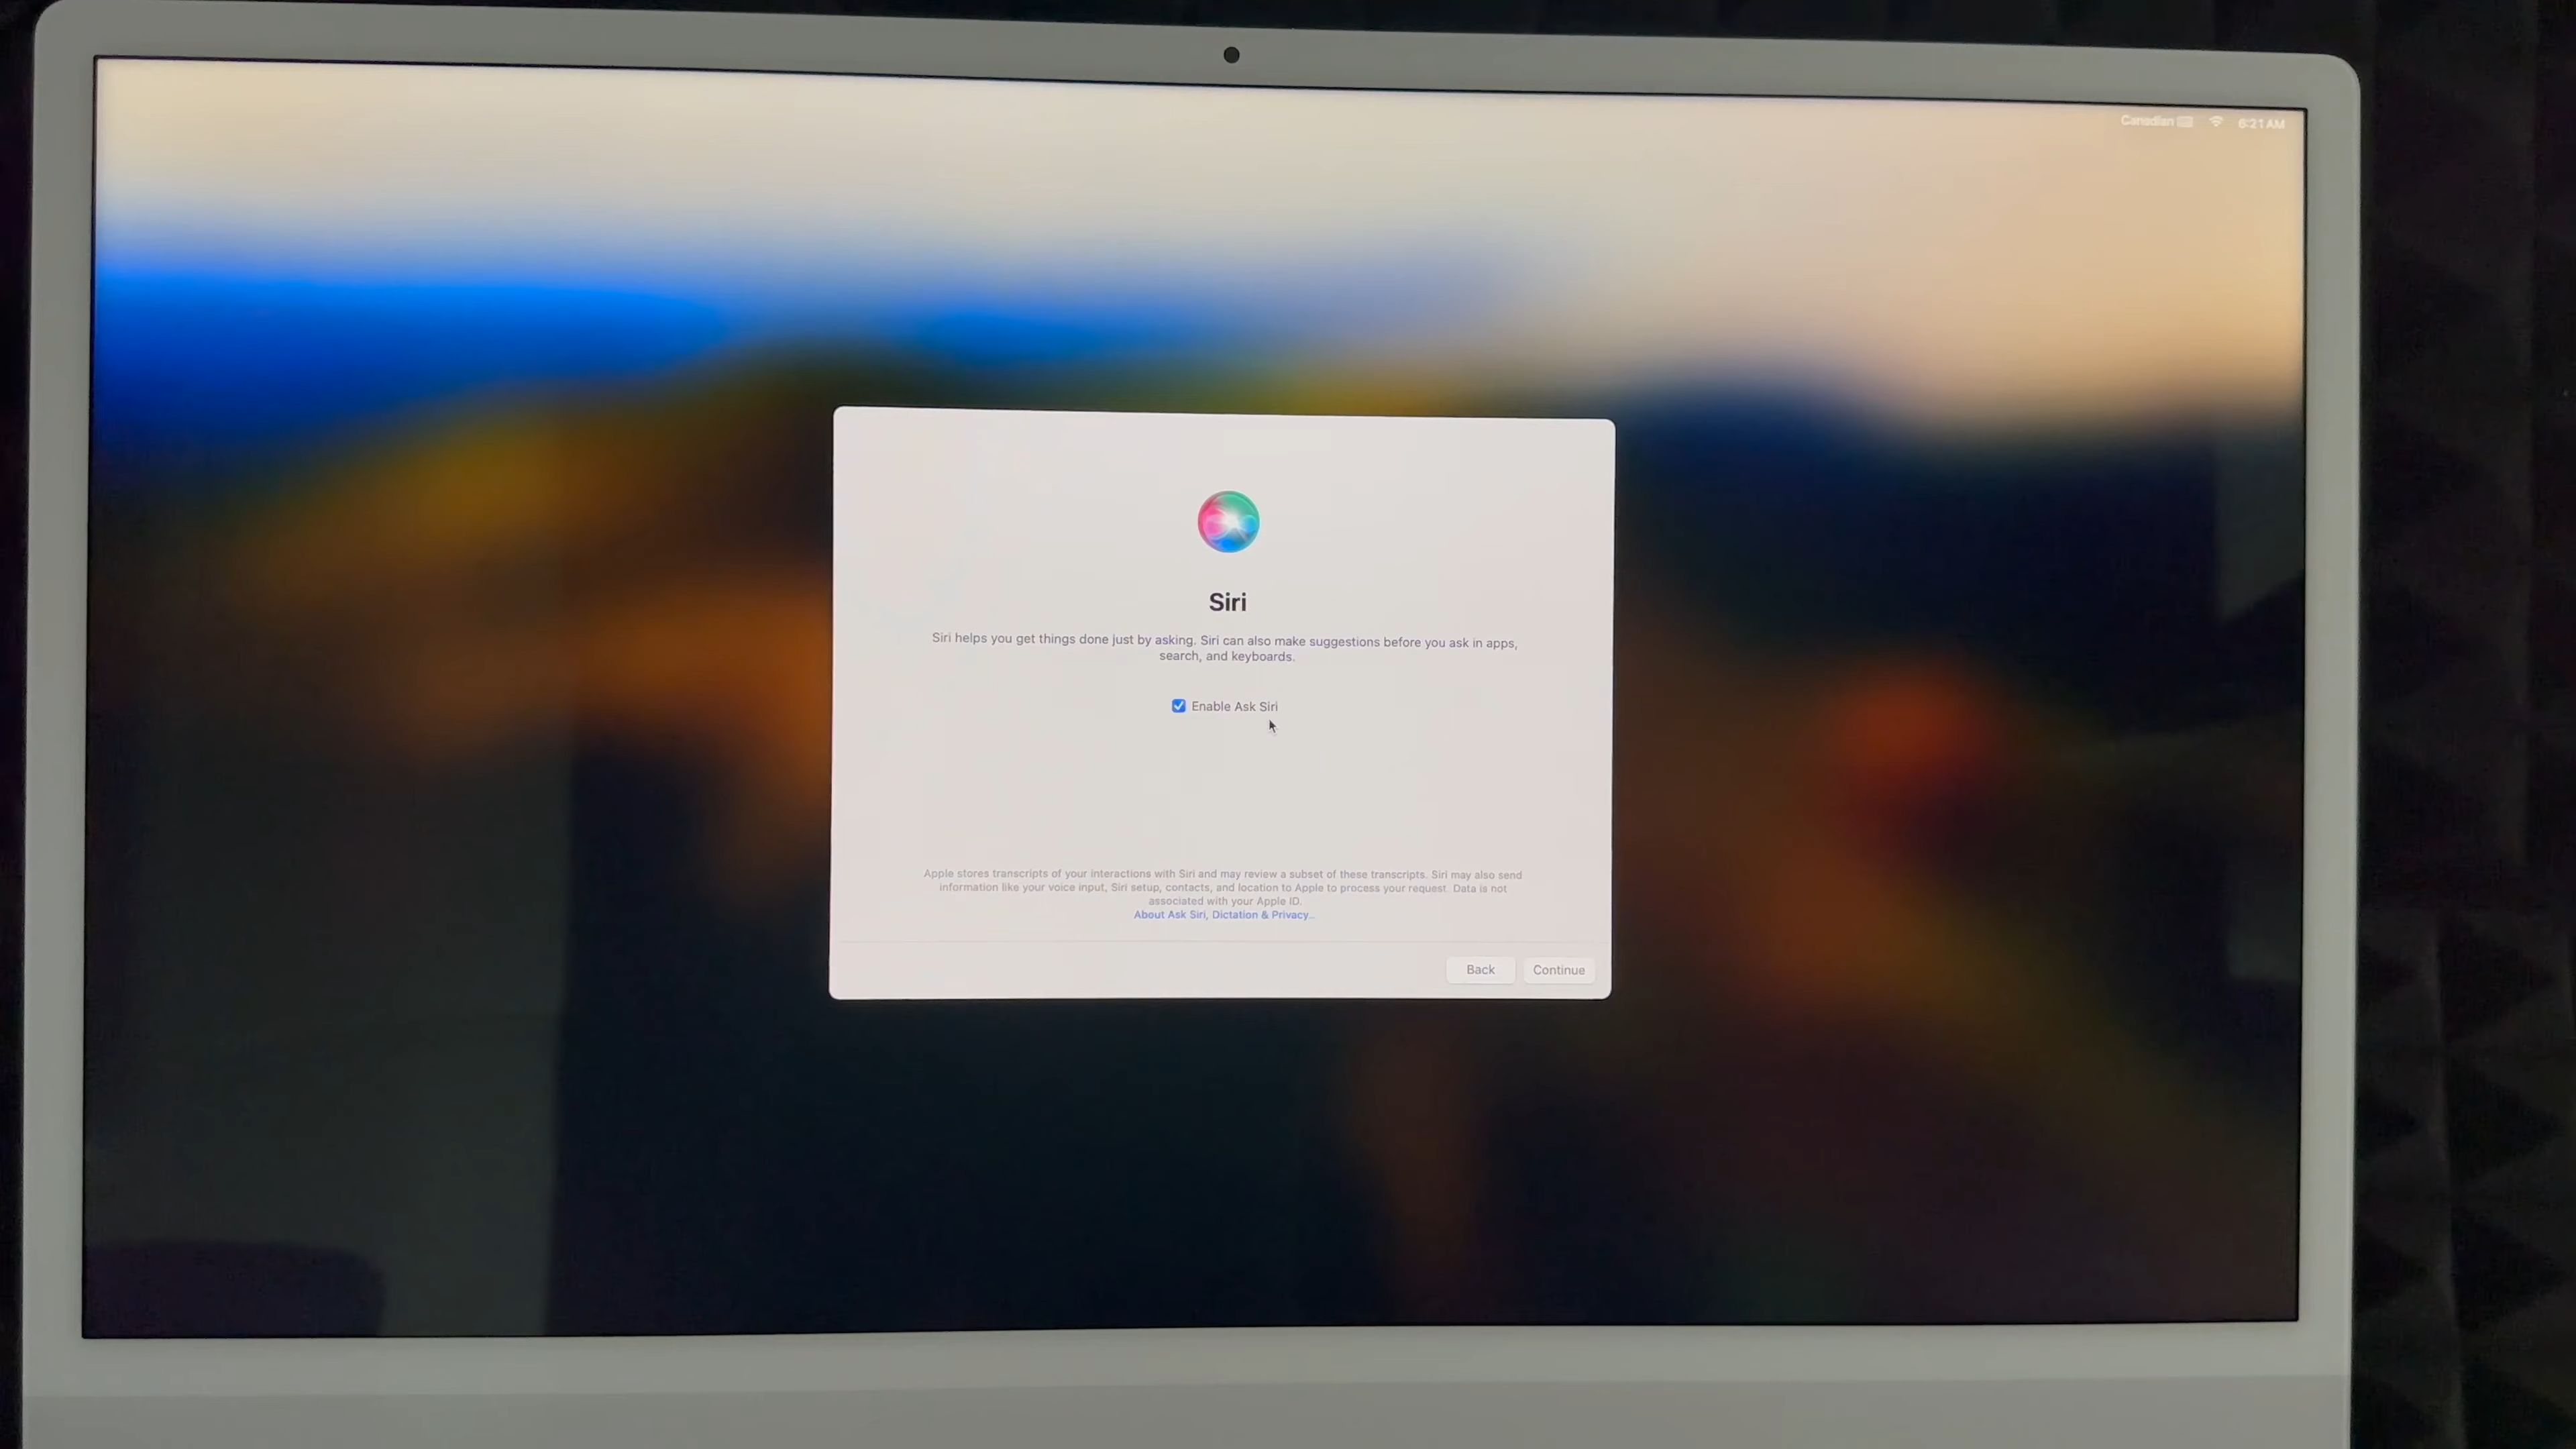 Canadian 6:21 AM
Siri
Siri helps you get things done just by asking. Siri can also make suggestions before you ask in apps,
search, and keyboards.
Enable Ask Siri
Apple stores transcripts of your interactions with Siri and may review a subset of these transcripts. Siri may also send
information like your voice input, Siri setup, contacts, and location to Apple to process your request. Data is not
associated with your Apple ID.
About Ask Siri, Dictation & Privacy...
Back Continue